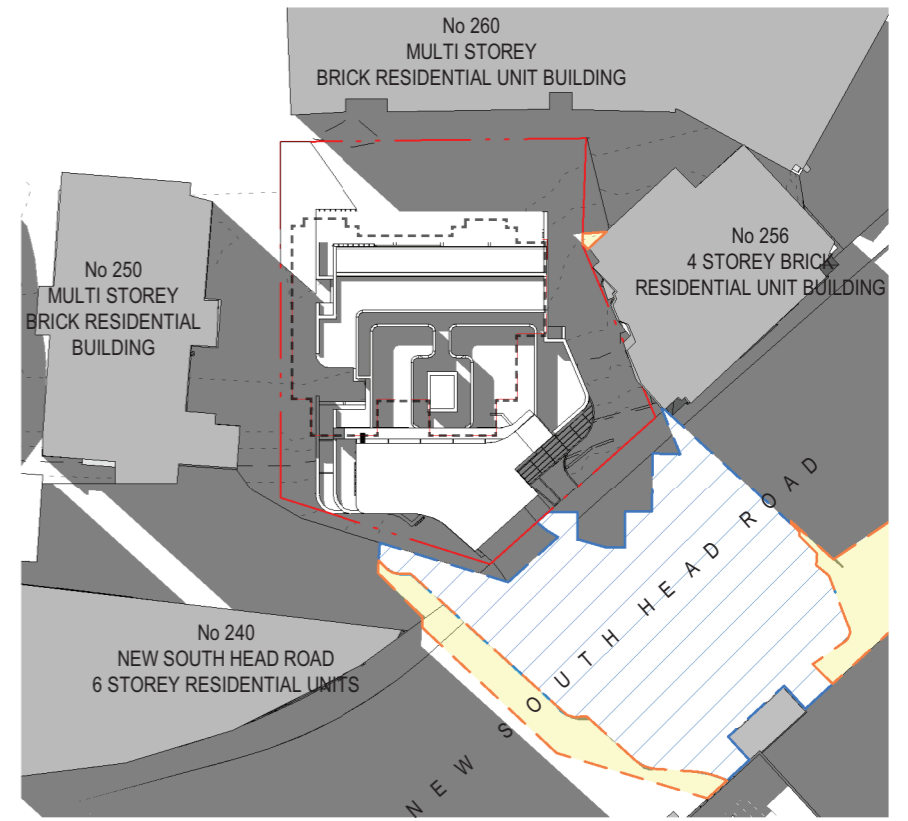 No 260
MULTI STOREY
BRICK RESIDENTIAL UNIT BUILDING
No 256
4 STOREY BRICK
RESIDENTIAL UNIT BUILDING
No 250
MULTI STOREY
BRICK RESIDENTIAL
BUILDING
No 240
NEW SOUTH HEAD ROAD
6 STOREY RESIDENTIAL UNITS
NEW SOUTH HEAD ROAD